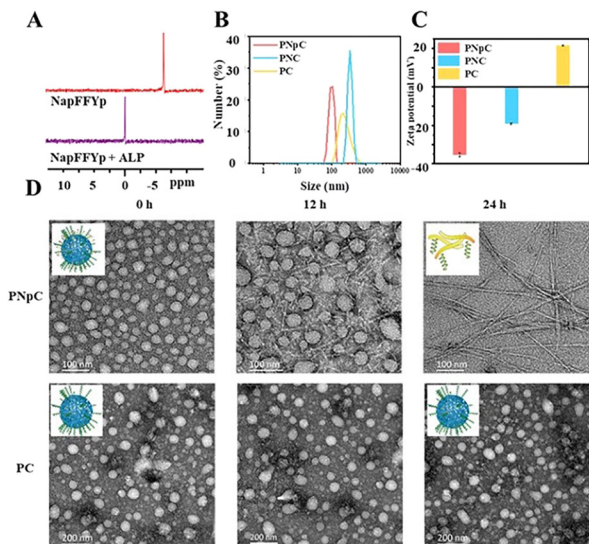 A
NapFFYp
NapFFYp + ALP
10 5 0 -5 ppm
B
PNpC
PNC
PC
Number (%)
40
30
20
10
0
1 10 100 1000 10000
Size (nm)
C
PNpC
PNC
PC
Zeta potential (mV)
20
0
20
−40
D
0 h 12 h 24 h
PNpC
100 nm 100 nm 100 nm
PC
200 nm 200 nm 200 nm